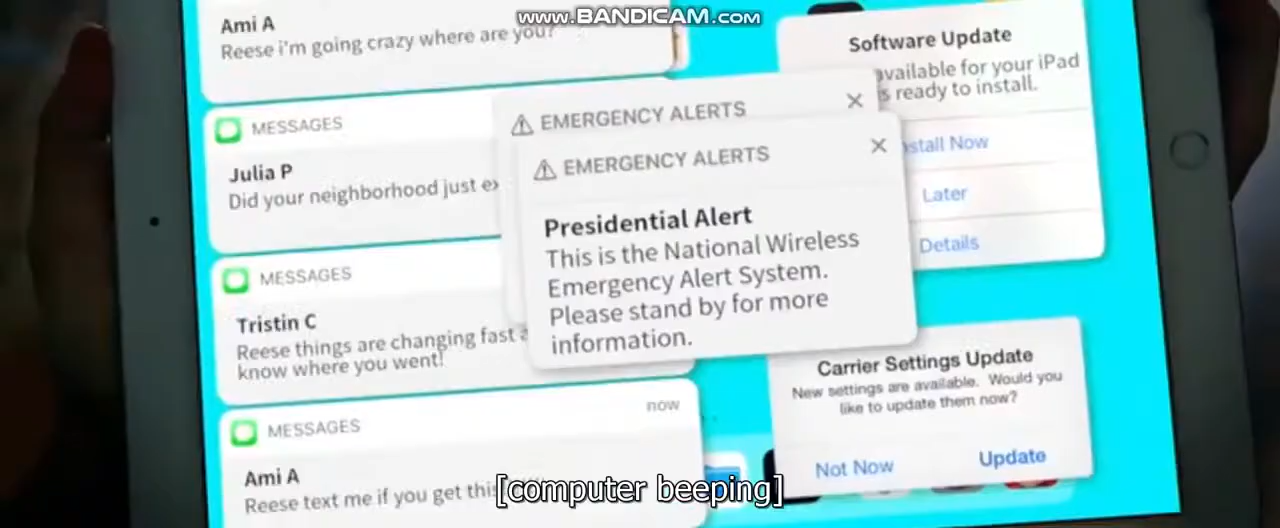 www.BANDICAM.com
Ami A
Reese i'm going crazy where are you?
MESSAGES
Julia P
Did your neighborhood just ex
MESSAGES
Tristin C
Reese things are changing fast
know where you went!
MESSAGES
now
Ami A
Reese text me if you get this
EMERGENCY ALERTS
EMERGENCY ALERTS
Presidential Alert
This is the National Wireless
Emergency Alert System.
Please stand by for more
information.
Software Update
available for your iPad
ready to install.
Install Now
Later
Details
Carrier Settings Update
New settings are available. Would you
like to update them now?
Not Now
Update
[computer beeping]